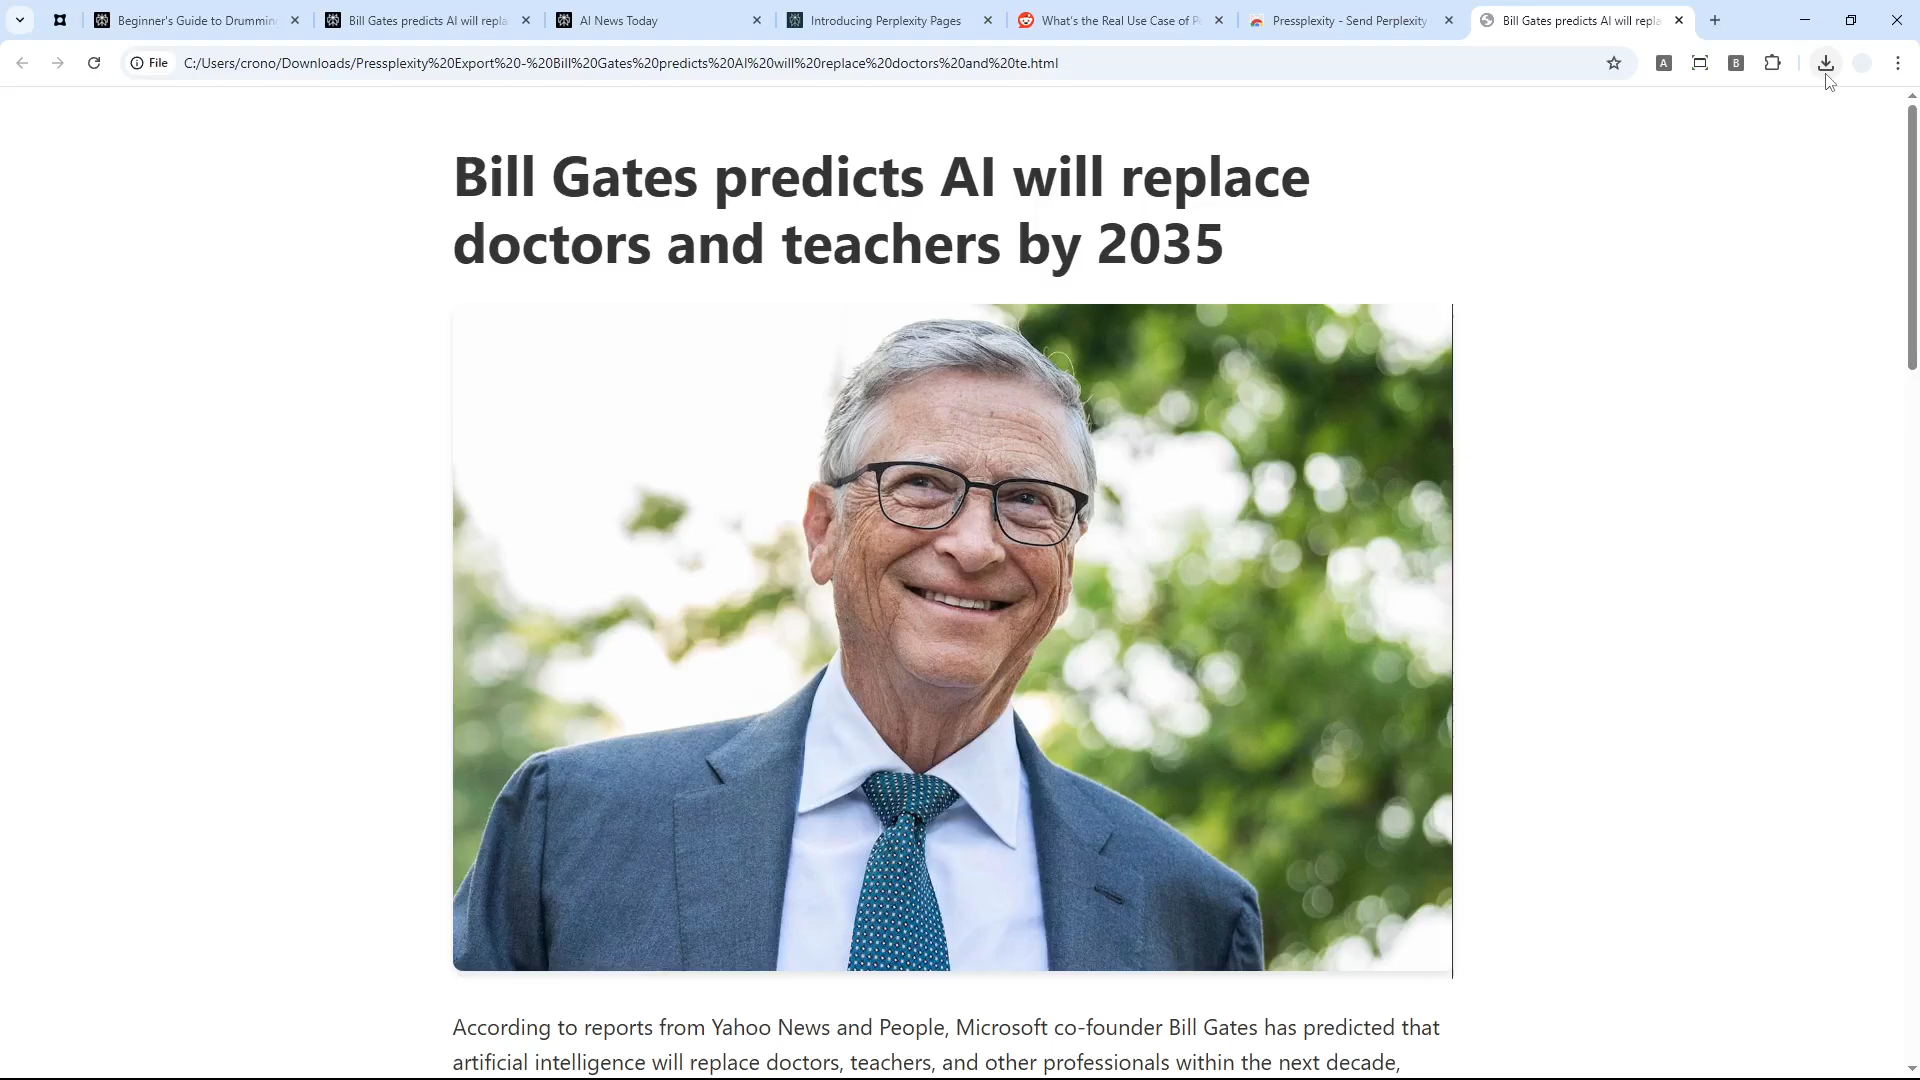 Beginner's Guide to Drummin
Bill Gates predicts AI will repla
AI News Today
Introducing Perplexity Pages
What's the Real Use Case of P
Pressplexity - Send Perplexity
Bill Gates predicts AI will repla
File
C:/Users/crono/Downloads/Pressplexity%20Export%20-%20Bill%20Gates%20predicts%20AI%20will%20replace%20doctors%20and%20te.html
A
B
Bill Gates predicts AI will replace
doctors and teachers by 2035
According to reports from Yahoo News and People, Microsoft co-founder Bill Gates has predicted that
artificial intelligence will replace doctors, teachers, and other professionals within the next decade,